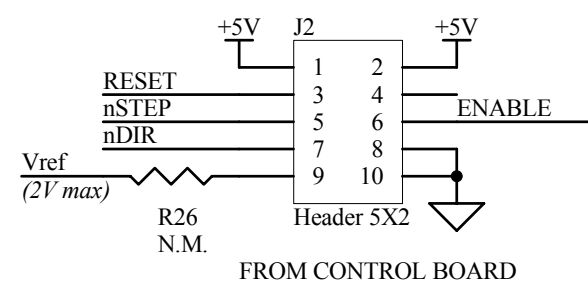 +5V J2 +5V
1 2
RESET 3 4
nSTEP 5 6 ENABLE
nDIR 7 8
Vref 9 10
(2V max)
R26 Header 5X2
N.M.
FROM CONTROL BOARD